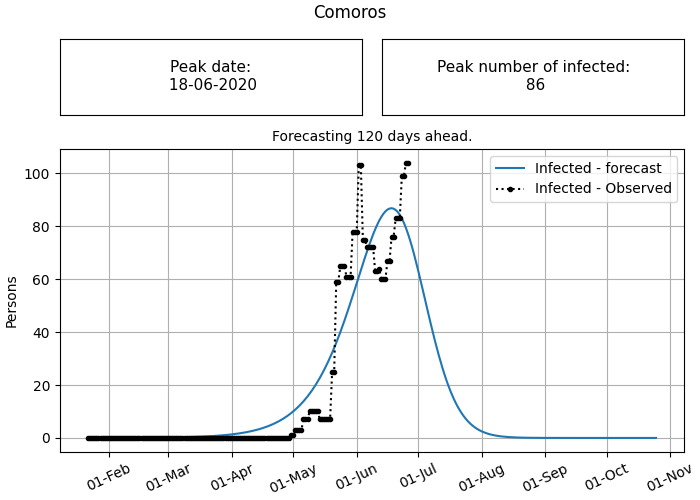 Comoros
Peak date:
18-06-2020
Peak number of infected:
86
Forecasting 120 days ahead.
Infected - forecast
Infected - Observed
100
80
60
40
20
0
Persons
01-Feb
01-Mar
01-Apr
01-May
01-Jun
01-Jul
01-Aug
01-Sep
01-Oct
01-Nov